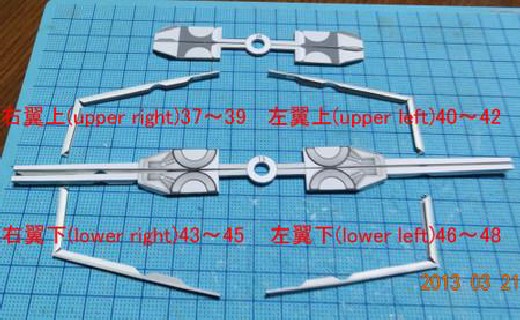 右翼上(upper right)37～39 左翼上(upper left)40～42
右翼下(lower right)43～45 左翼下(lower left)46～48
2013 03 21